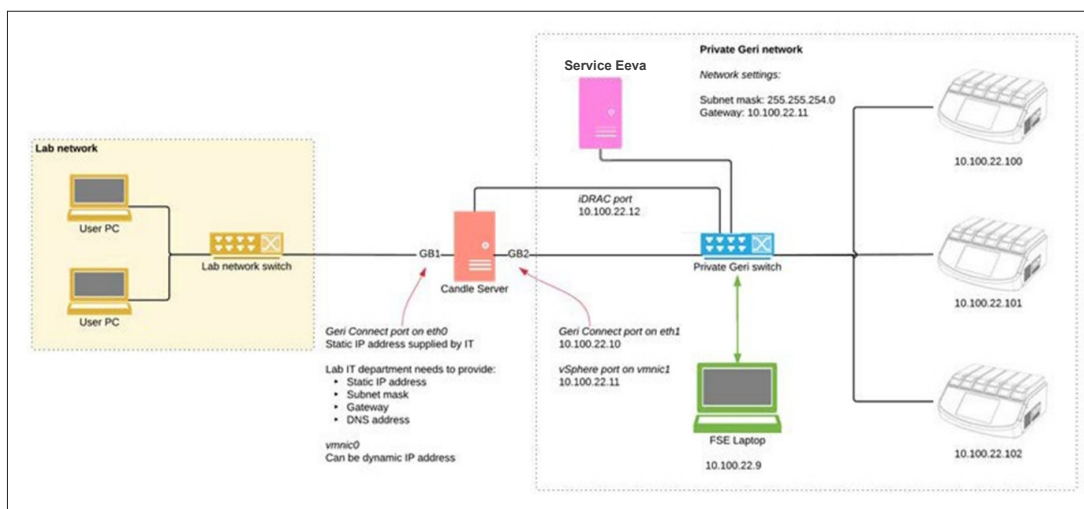 Lab network
User PC
User PC
Lab network switch
GB1
Candle Server
GB2
Geri Connect port on eth0
Static IP address supplied by IT
Lab IT department needs to provide:
• Static IP address
• Subnet mask
• Gateway
• DNS address
vmnic0
Can be dynamic IP address
Geri Connect port on eth1
10.100.22.10
vSphere port on vmnic1
10.100.22.11
Service Eeva
Private Geri network
Network settings:
Subnet mask: 255.255.254.0
Gateway: 10.100.22.11
iDRAC port
10.100.22.12
Private Geri switch
FSE Laptop
10.100.22.9
10.100.22.100
10.100.22.101
10.100.22.102